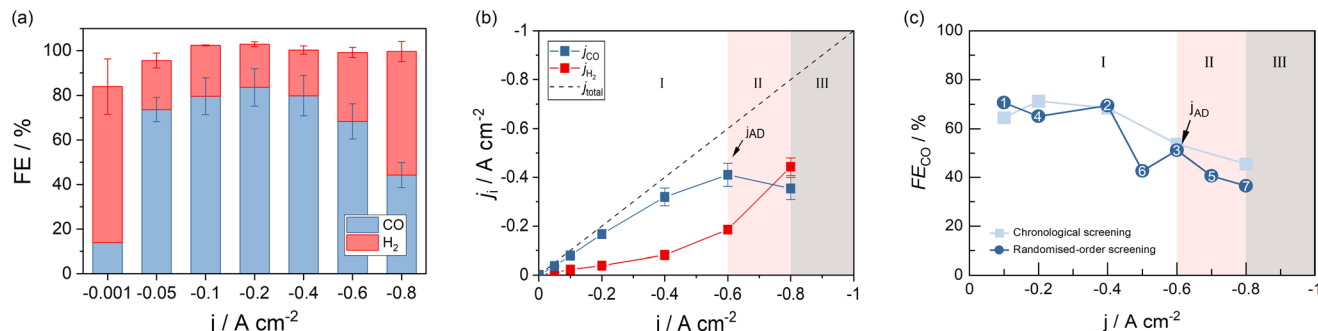 (a)
FE / %
100
80
60
40
20
0
CO
H2
-0.001 -0.05 -0.1 -0.2 -0.4 -0.6 -0.8
j / A cm-2
(b)
ji / A cm-2
-1
-0.8
-0.6
-0.4
-0.2
0
jCO
jH2
jtotal
I II III
jAD
0 -0.2 -0.4 -0.6 -0.8 -1
j / A cm-2
(c)
FECO / %
100
80
60
40
20
0
I II III
jAD
1 4 2 6 3 5 7
Chronological screening
Randomised-order screening
0 -0.2 -0.4 -0.6 -0.8 -1
j / A cm-2